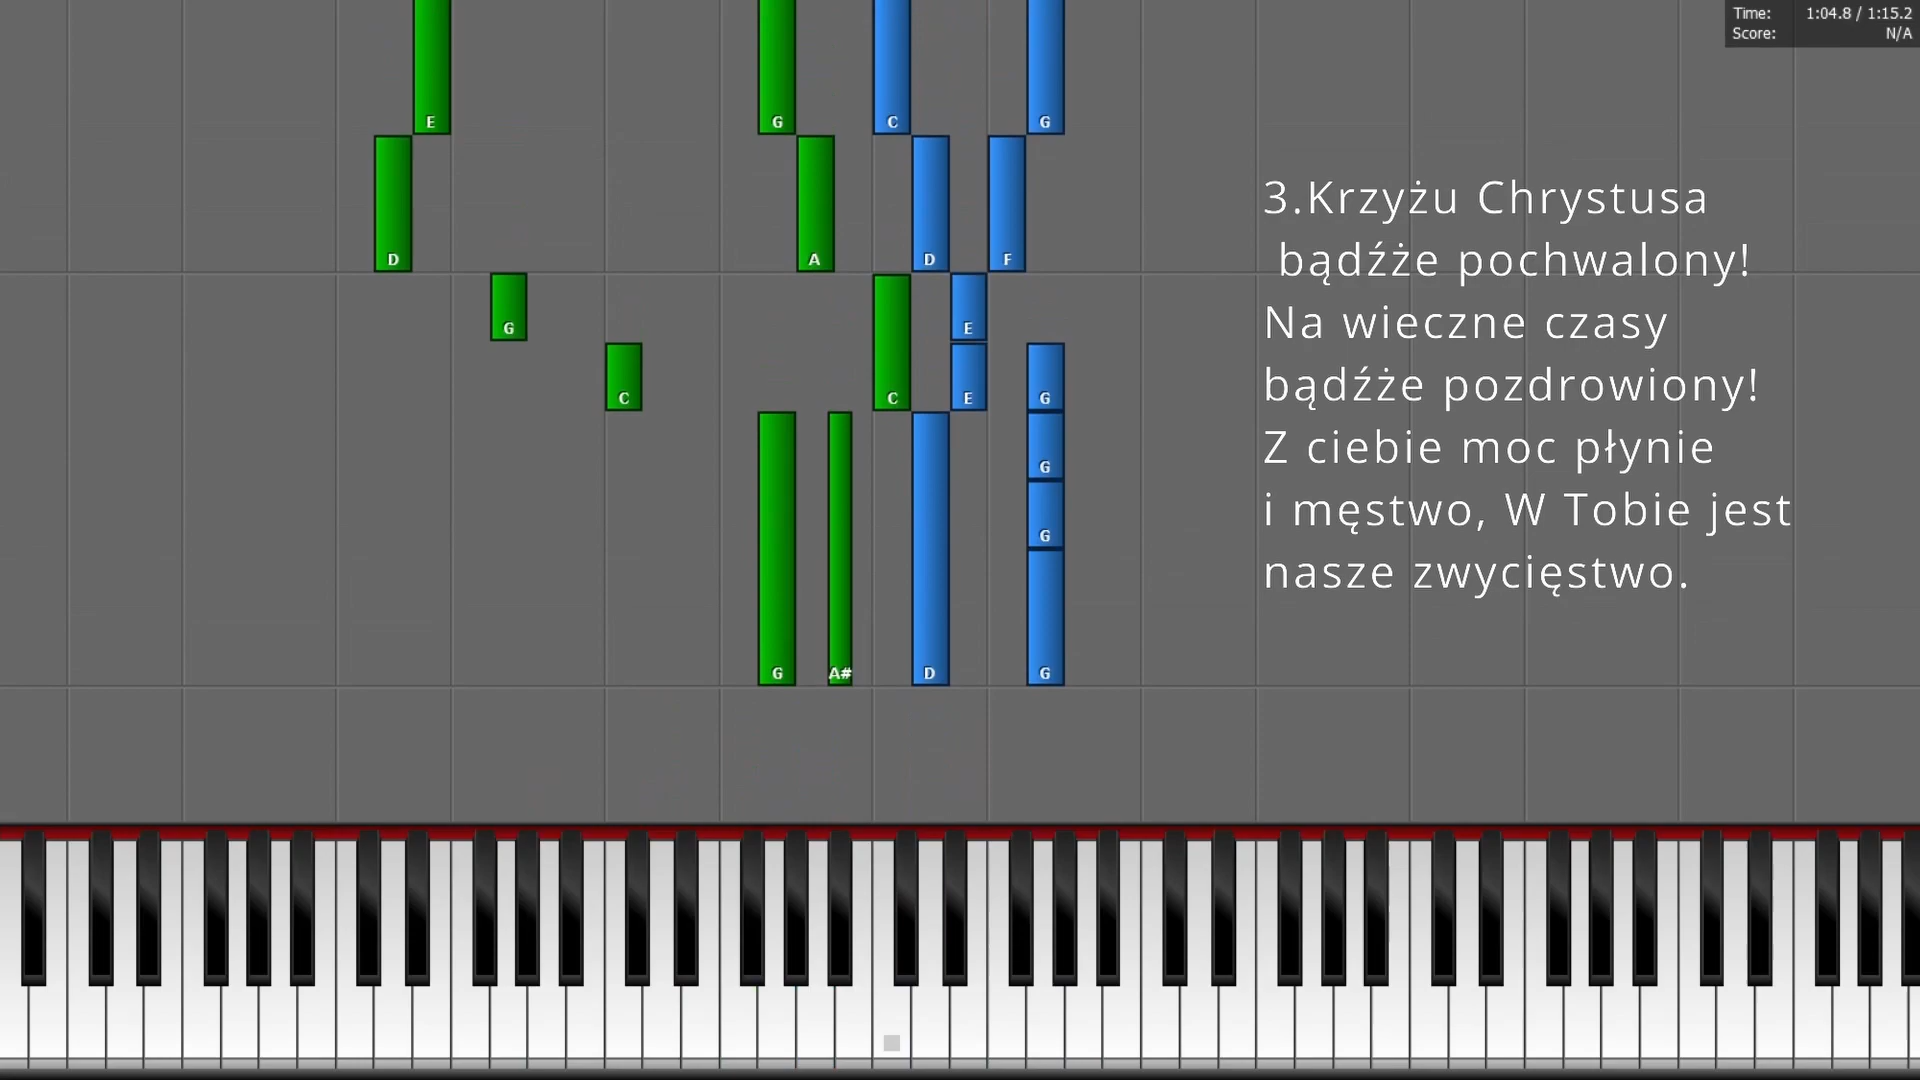 Time: 1:04.8 / 1:15.2
Score: N/A
E G C G
D A D F
G E
C C E G
G
G
G A# D G
3.Krzyżu Chrystusa
bądźże pochwalony!
Na wieczne czasy
bądźże pozdrowiony!
Z ciebie moc płynie
i męstwo, W Tobie jest
nasze zwycięstwo.